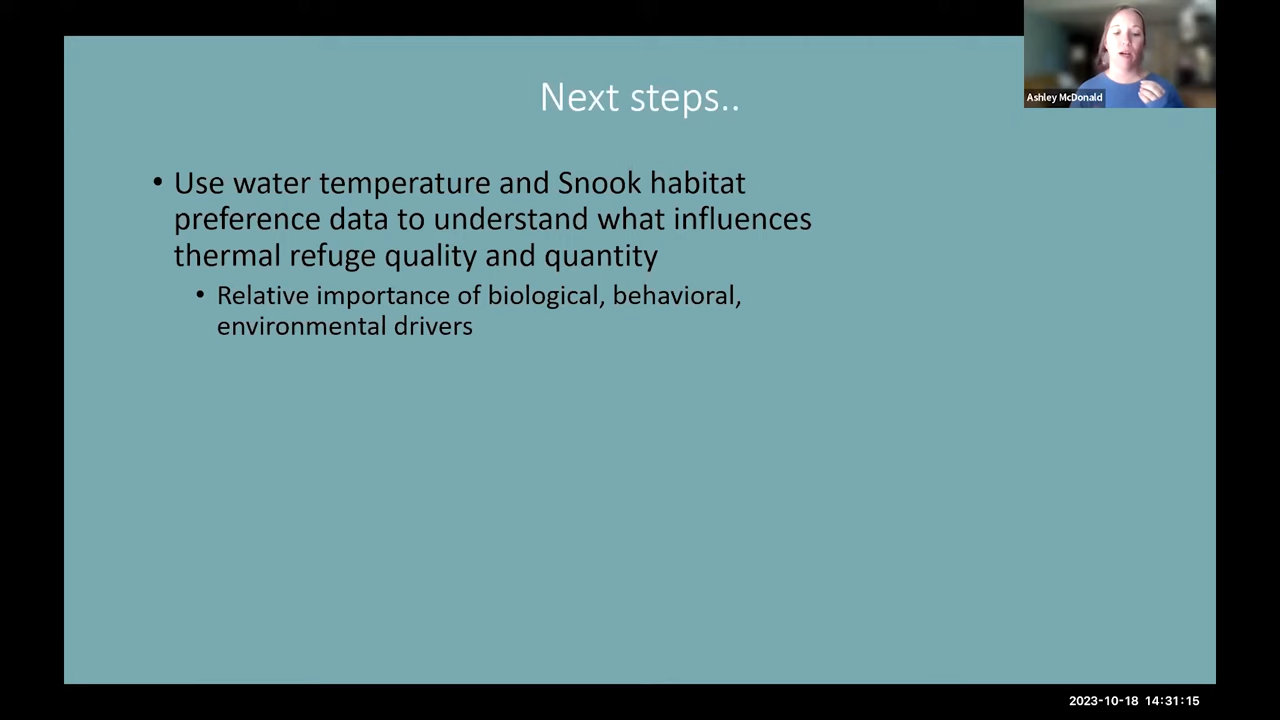 Next steps..
Ashley McDonald
• Use water temperature and Snook habitat
preference data to understand what influences
thermal refuge quality and quantity
• Relative importance of biological, behavioral,
environmental drivers
2023-10-18 14:31:15